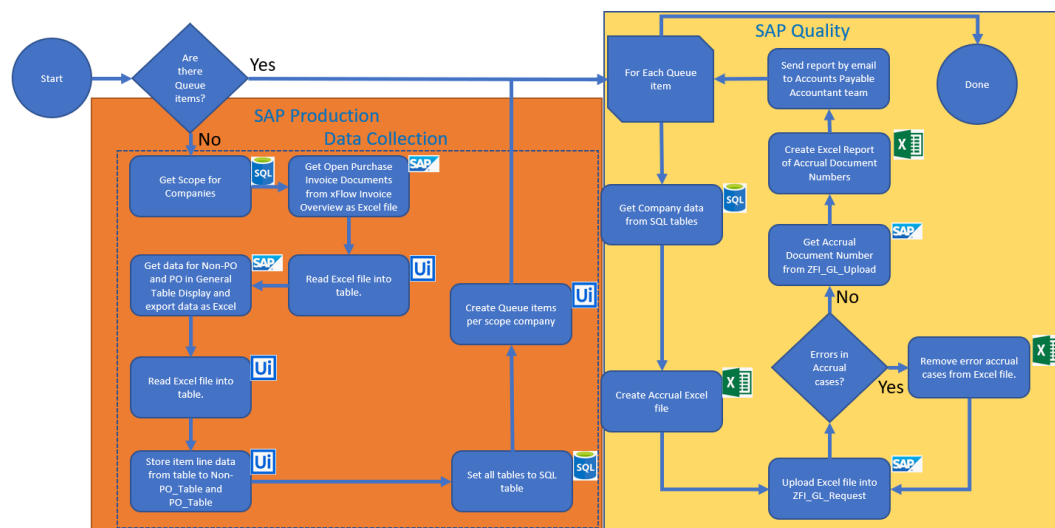 Start
Are
there
Queue
items?
Yes
No
SAP Production
Data Collection
Get Scope for
Companies
SQL
Get Open Purchase
Invoice Documents
from xFlow Invoice
Overview as Excel file
SAP
Read Excel file into
table.
Ui
Get data for Non-PO
and PO in General
Table Display and
export data as Excel
SAP
Read Excel file into
table.
Ui
Store item line data
from table to Non-
PO_Table and
PO_Table
Ui
Set all tables to SQL
table
SQL
Create Queue items
per scope company
Ui
SAP Quality
For Each Queue
item
Done
Get Company data
from SQL tables
SQL
Create Accrual Excel
file
X
Upload Excel file into
ZFI_GL_Request
SAP
Errors in
Accrual
cases?
Yes
Remove error accrual
cases from Excel file.
X
No
Get Accrual
Document Number
from ZFI_GL_Upload
SAP
Create Excel Report
of Accrual Document
Numbers
X
Send report by email
to Accounts Payable
Accountant team